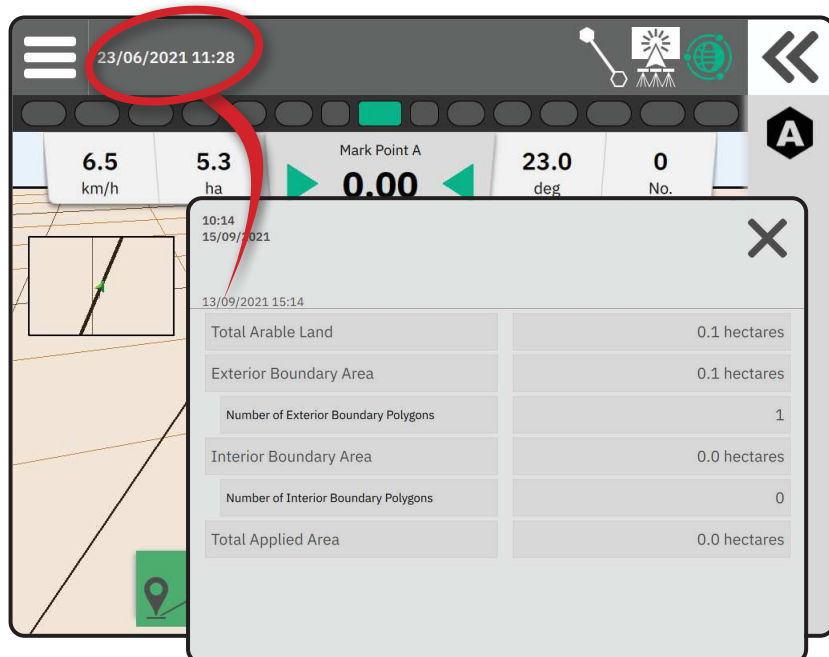 23/06/2021 11:28
A
6.5
km/h
5.3
ha
Mark Point A
0.00
23.0
deg
0
No.
10:14
15/09/2021
13/09/2021 15:14
Total Arable Land 0.1 hectares
Exterior Boundary Area 0.1 hectares
Number of Exterior Boundary Polygons 1
Interior Boundary Area 0.0 hectares
Number of Interior Boundary Polygons 0
Total Applied Area 0.0 hectares